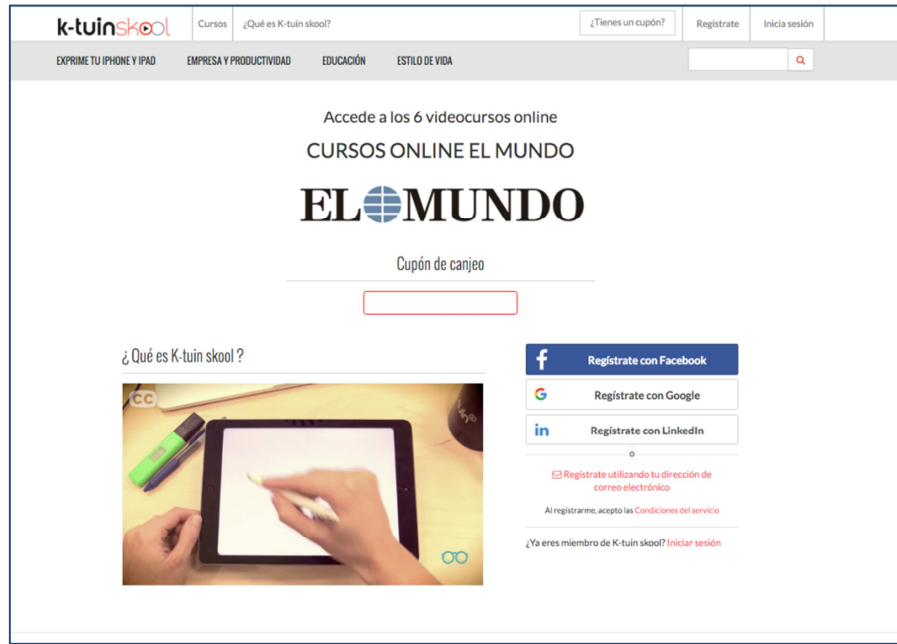 k-tuinskool
Cursos
¿Qué es K-tuin skool?
¿Tienes un cupón?
Regístrate
Inicia sesión
EXPRIME TU IPHONE Y IPAD
EMPRESA Y PRODUCTIVIDAD
EDUCACIÓN
ESTILO DE VIDA
Accede a los 6 videocursos online
CURSOS ONLINE EL MUNDO
EL MUNDO
Cupón de canjeo
¿ Qué es K-tuin skool ?
CC
Regístrate con Facebook
Regístrate con Google
in Regístrate con LinkedIn
o
Regístrate utilizando tu dirección de
correo electrónico
Al registrarme, acepto las Condiciones del servicio
¿Ya eres miembro de K-tuin skool? Iniciar sesión